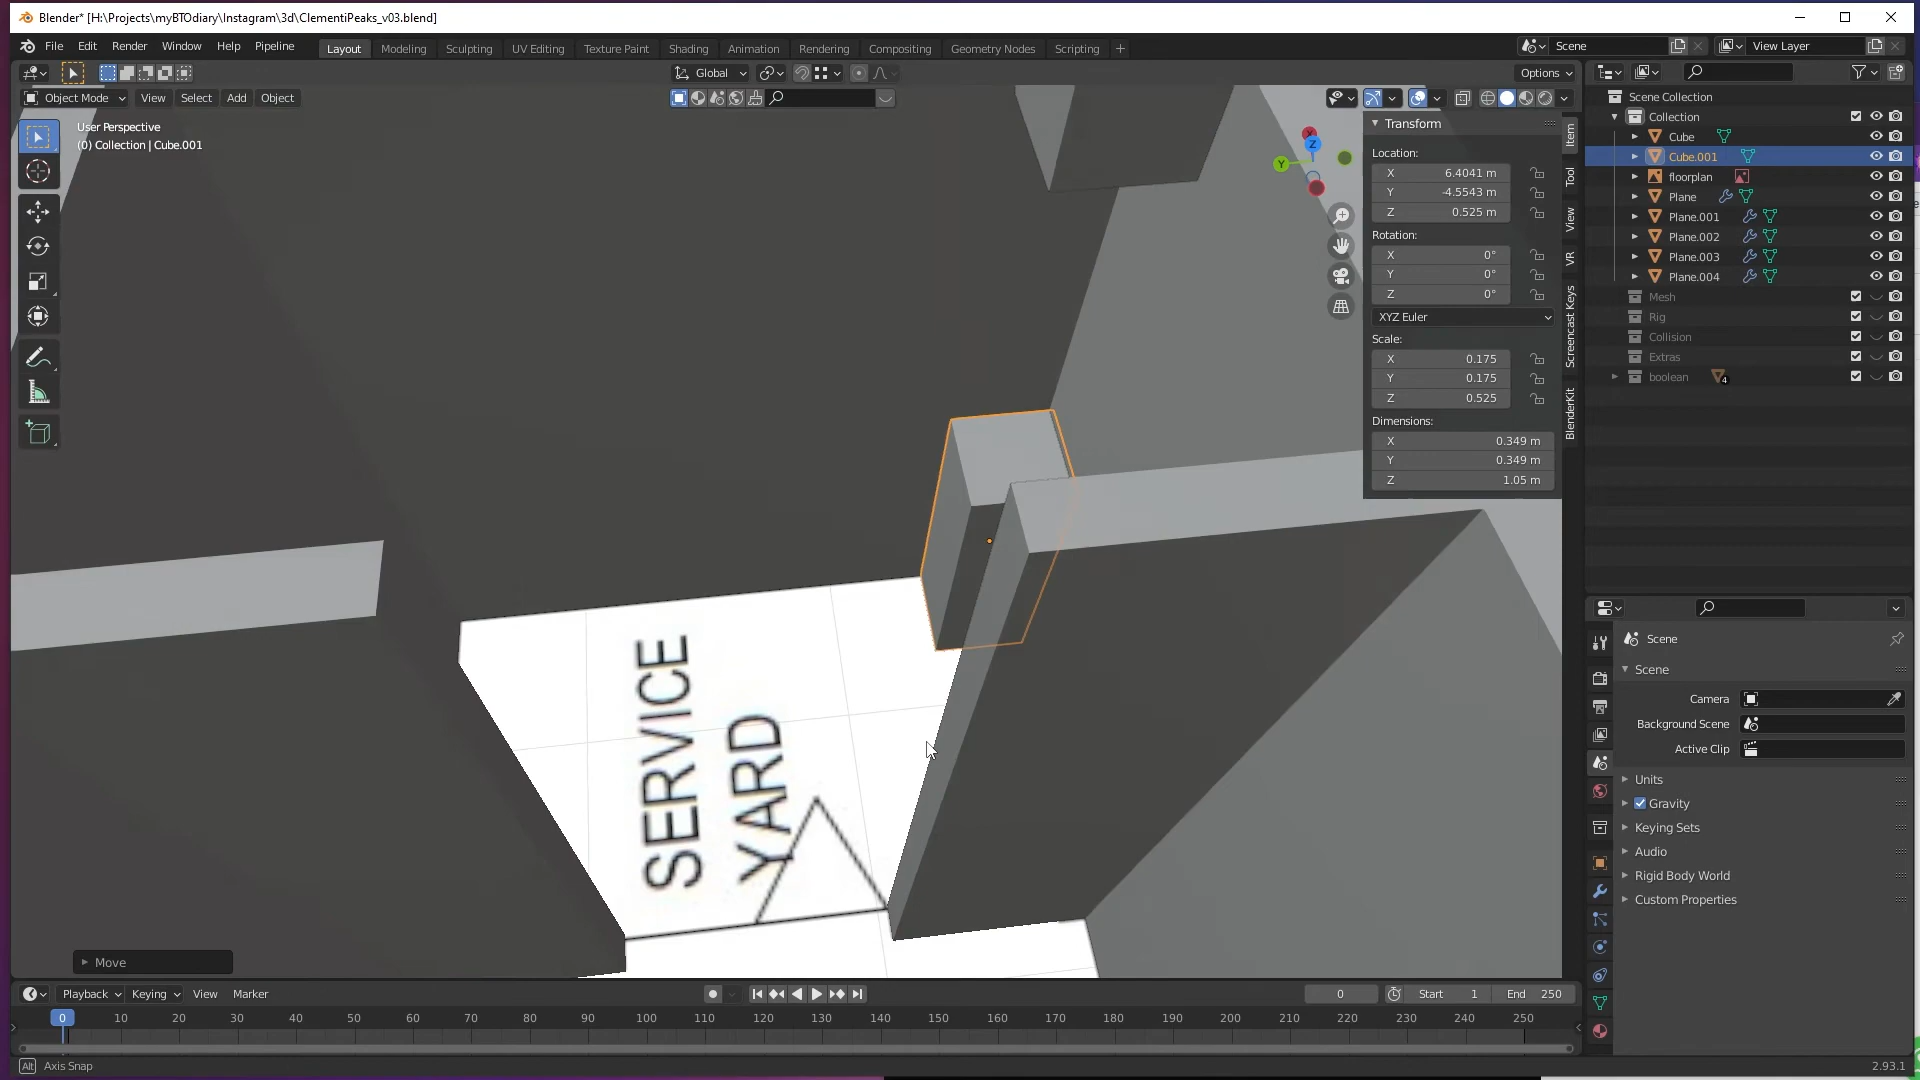 Blender* [H:\Projects\myBTOdiary\Instagram\3d\ClementiPeaks_v03.blend]
File Edit Render Window Help Pipeline Layout Modeling Sculpting UV Editing Texture Paint Shading Animation Rendering Compositing Geometry Nodes Scripting + Scene View Layer
Global Options
Object Mode View Select Add Object
User Perspective
(0) Collection | Cube.001
X
Y
Z
Transform
Location:
X 6.4041 m
Y -4.5543 m
Z 0.525 m
Rotation:
X 0°
Y 0°
Z 0°
XYZ Euler
Scale:
X 0.175
Y 0.175
Z 0.525
Dimensions:
X 0.349 m
Y 0.349 m
Z 1.05 m
Item
Tool
View
VR
Screencast Keys
BlenderKit
Scene Collection
Collection
Cube
Cube.001
floorplan
Plane
Plane.001
Plane.002
Plane.003
Plane.004
Mesh
Rig
Collision
Extras
boolean 4
Scene
Scene
Camera
Background Scene
Active Clip
Units
Gravity
Keying Sets
Audio
Rigid Body World
Custom Properties
SERVICE
YARD
Move
Playback Keying View Marker 0 Start 1 End 250
0 10 20 30 40 50 60 70 80 90 100 110 120 130 140 150 160 170 180 190 200 210 220 230 240 250
Alt Axis Snap 2.93.1